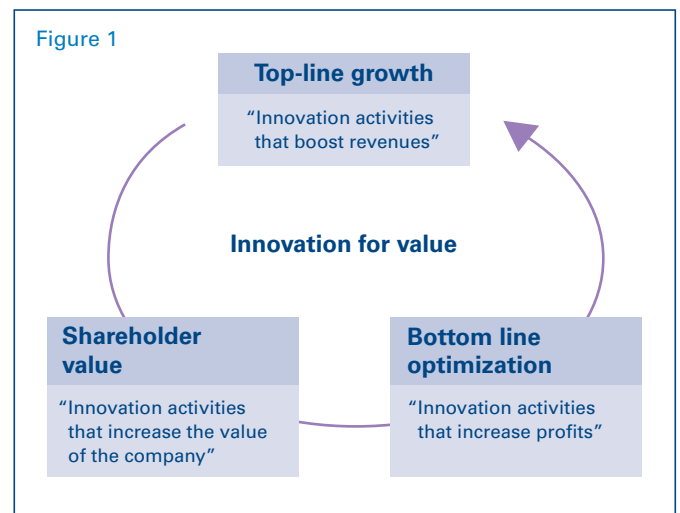 Figure 1
Top-line growth
“Innovation activities
that boost revenues”
Innovation for value
Shareholder
value
“Innovation activities
that increase the value
of the company”
Bottom line
optimization
“Innovation activities
that increase profits”